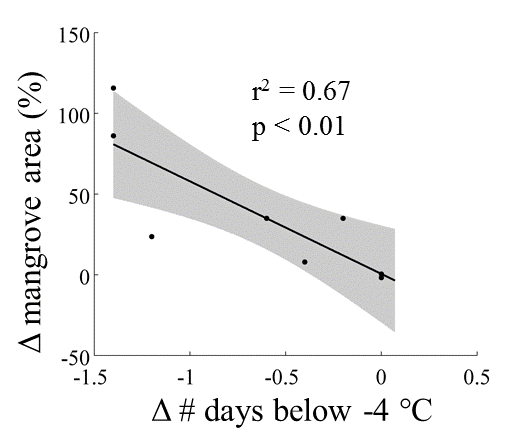 150
100
50
0
-50
-1.5 -1 -0.5 0 0.5
Δ mangrove area (%)
r² = 0.67
p < 0.01
Δ # days below -4 °C